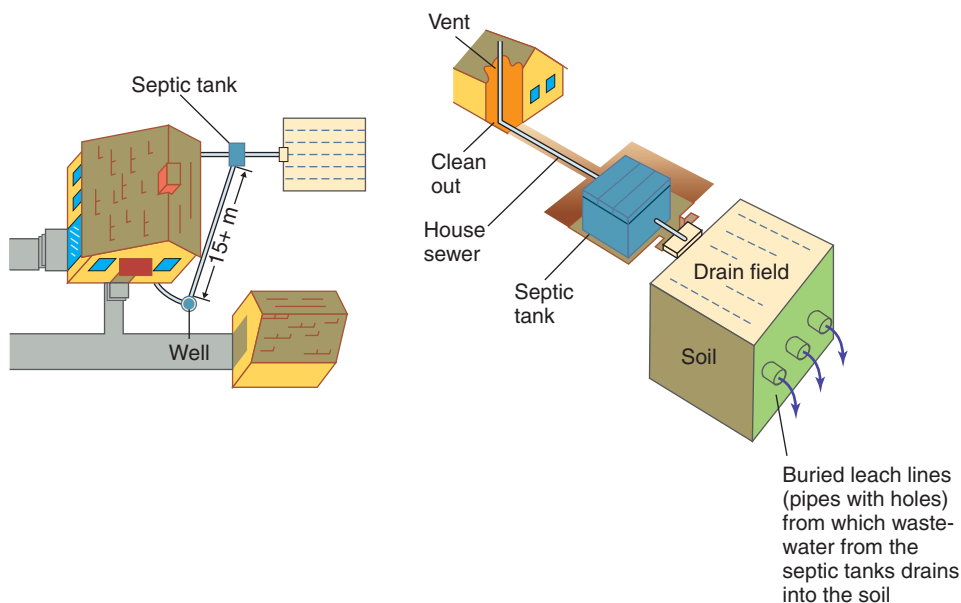 Septic tank
15+ m
Well
Vent
Clean
out
House
sewer
Septic
tank
Drain field
Soil
Buried leach lines
(pipes with holes)
from which waste-
water from the
septic tanks drains
into the soil